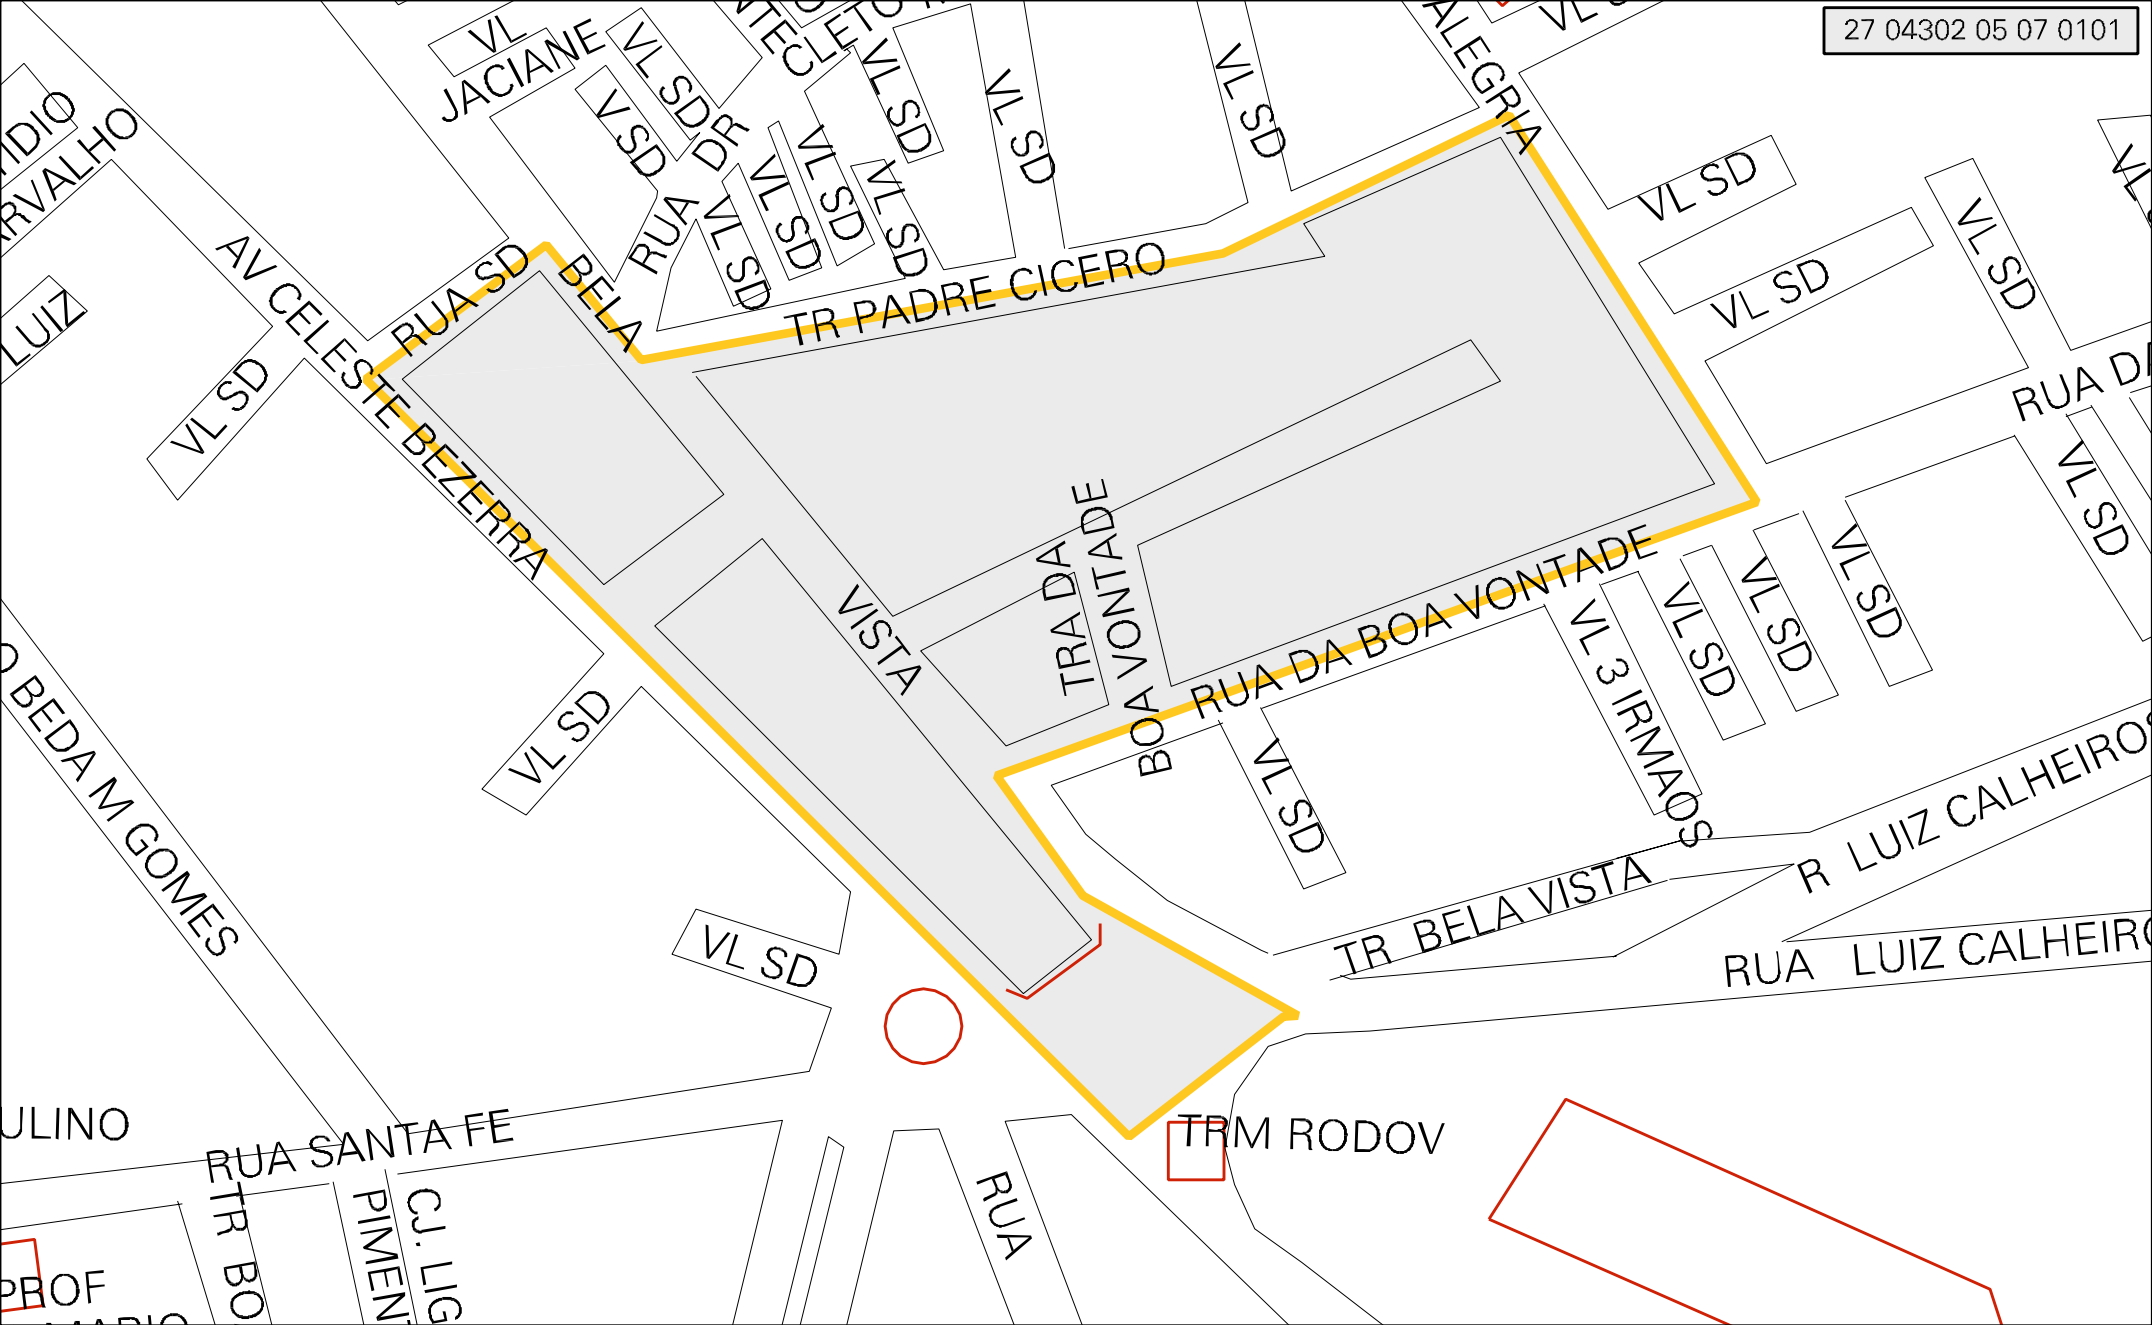 27 04302 05 07 0101
VL
JACIANE
VL SD
V SD
RUA DR
CLETO
VL SD
VL SD
VL SD
VL SD
VL SD
VL SD
VL SD
ALEGRIA
VL SD
VL SD
VL SD
RUA
VL SD
LUIZ
AV CELESTE BEZERRA
RUA SD
BELA
VISTA
TR PADRE CICERO
VL SD
TRA DA
BOA VONTADE
RUA DA BOA VONTADE
VL SD
VL SD
VL SD
VL 3 IRMAOS
VL SD
VL SD
BEDA M GOMES
VL SD
TR BELA VISTA
R LUIZ CALHEIROS
RUA LUIZ CALHEIRO
TRM RODOV
ULINO
RUA SANTA FE
TR BO
PIMENT
CJ. LIG
RUA
PROF